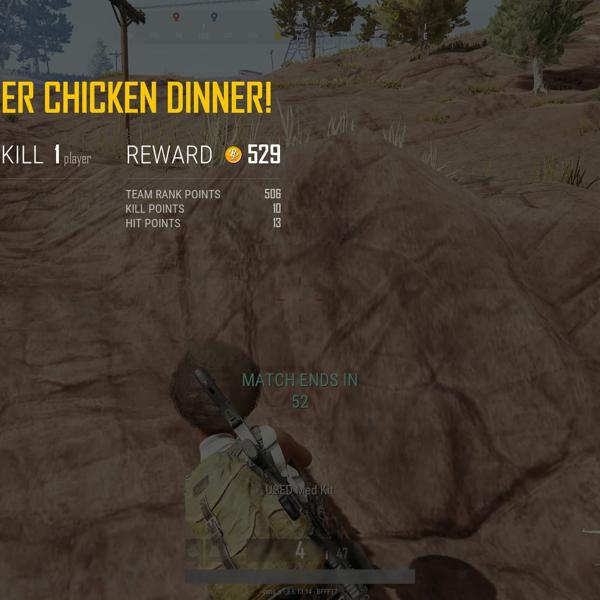 ER CHICKEN DINNER!
KILL 1 player REWARD 529
TEAM RANK POINTS 506
KILL POINTS 10
HIT POINTS 13
MATCH ENDS IN
52
USED Med Kit
4 47